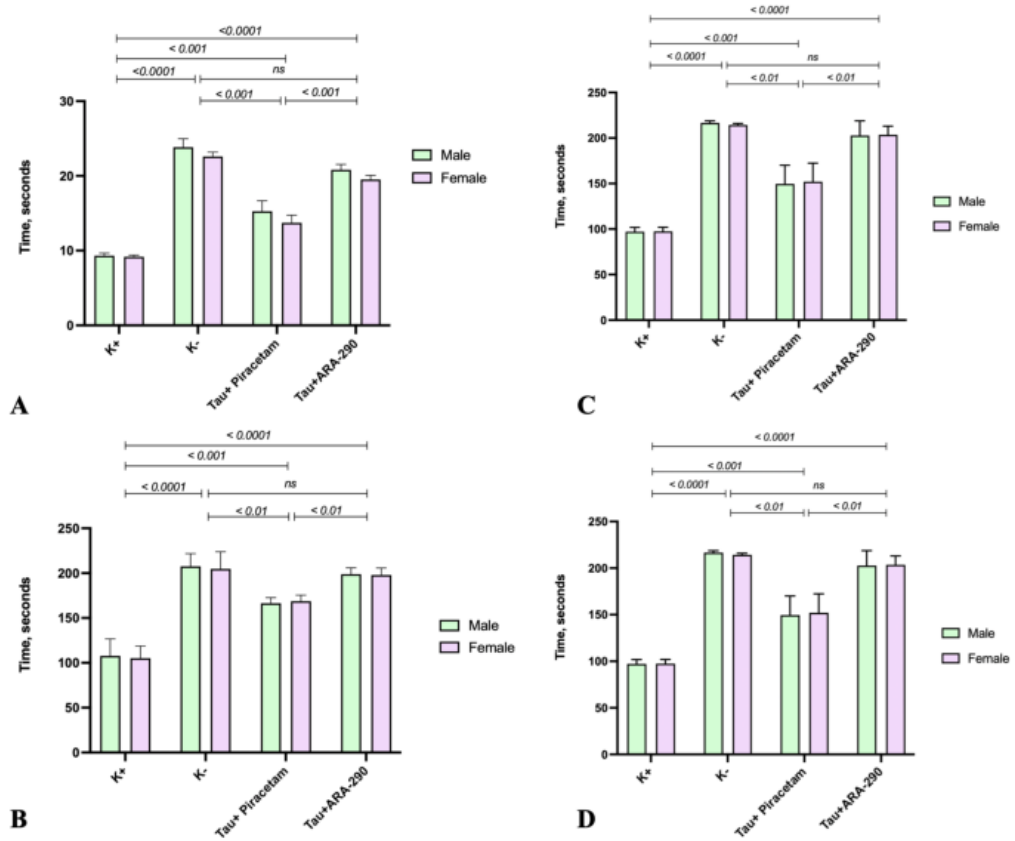 <0.0001
< 0.001
<0.0001
ns
< 0.001
< 0.001
30
20
10
0
Time, seconds
Male
Female
K+
K-
Tau+ Piracetam
Tau+ARA-290
A
< 0.0001
< 0.001
< 0.0001
ns
< 0.01
< 0.01
250
200
150
100
50
0
Time, seconds
Male
Female
K+
K-
Tau+ Piracetam
Tau+ARA-290
C
< 0.0001
< 0.001
< 0.0001
ns
< 0.01
< 0.01
250
200
150
100
50
0
Time, seconds
Male
Female
K+
K-
Tau+ Piracetam
Tau+ARA-290
B
< 0.0001
< 0.001
< 0.0001
ns
< 0.01
< 0.01
250
200
150
100
50
0
Time, seconds
Male
Female
K+
K-
Tau+ Piracetam
Tau+ARA-290
D